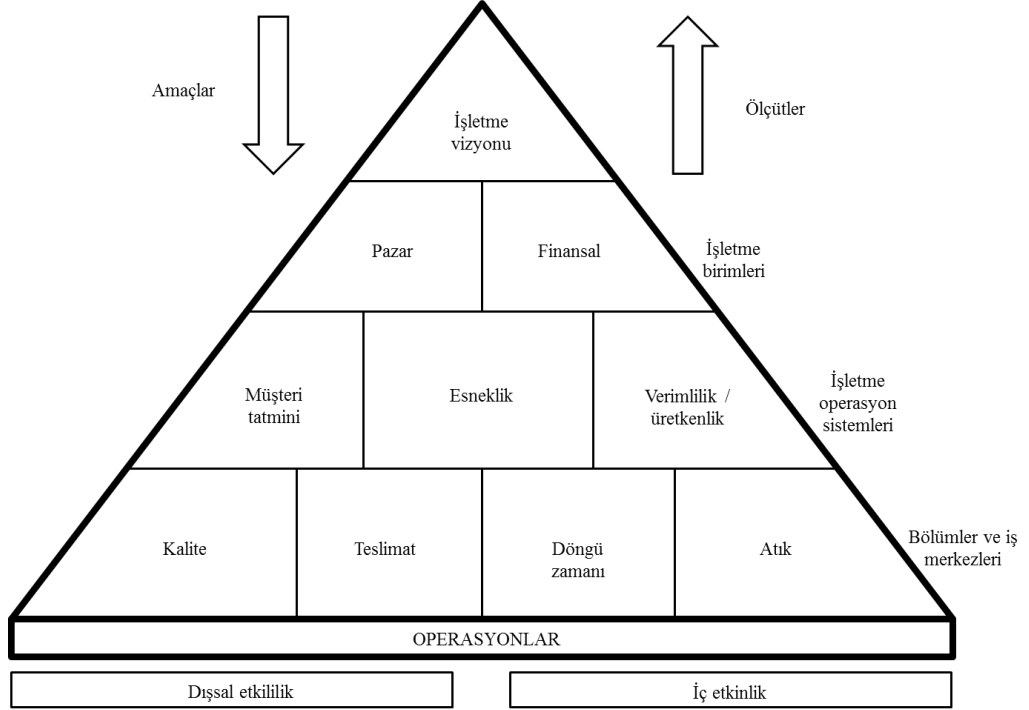 Amaçlar
Ölçütler
İşletme
vizyonu
Pazar
Finansal
İşletme
birimleri
Müşteri
tatmini
Esneklik
Verimlilik /
üretkenlik
İşletme
operasyon
sistemleri
Kalite
Teslimat
Döngü
zamanı
Atık
Bölümler ve iş
merkezleri
OPERASYONLAR
Dışsal etkililik
İç etkinlik